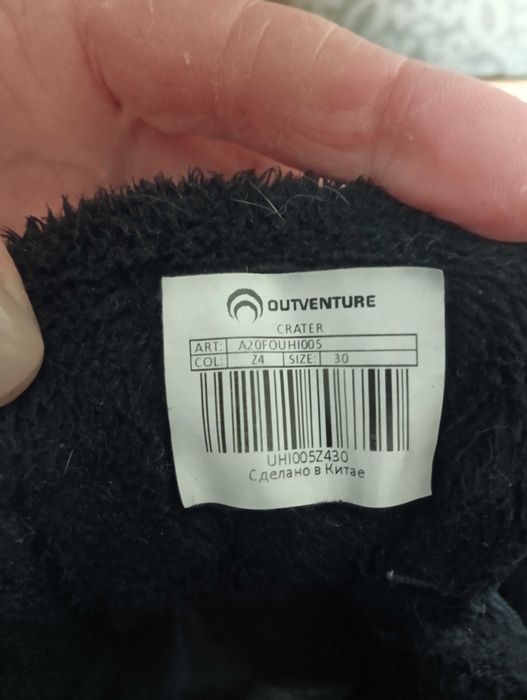 OUTVENTURE
CRATER
ART: A20FOUHI005
COL: Z4 SIZE: 30
UHI005Z430
Сделано в Китае